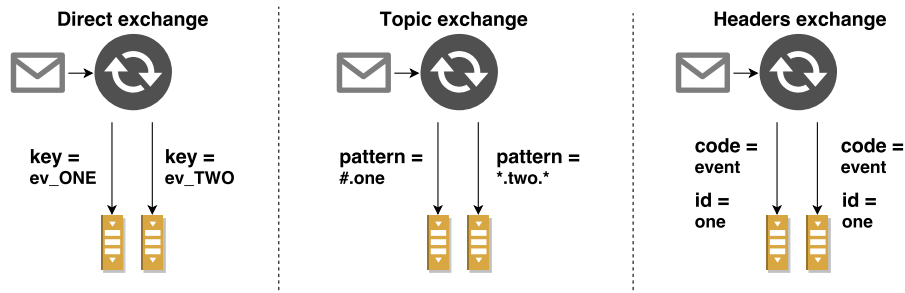 Direct exchange
key =
ev_ONE
key =
ev_TWO
Topic exchange
pattern =
#.one
pattern =
*.two.*
Headers exchange
code =
event
id =
one
code =
event
id =
one